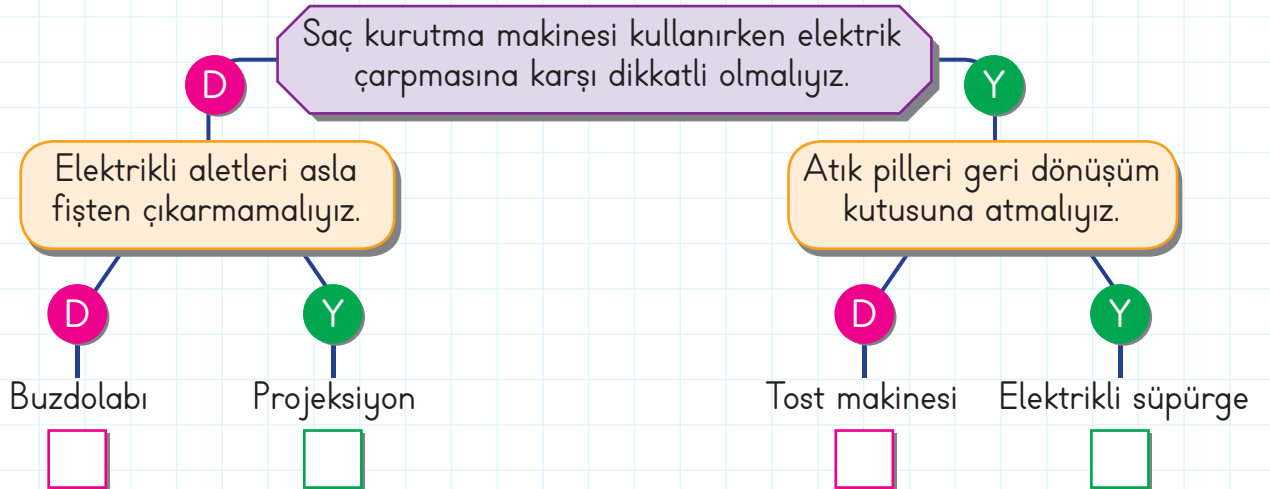 Saç kurutma makinesi kullanırken elektrik
çarpmasına karşı dikkatli olmalıyız.
D
Y
Elektrikli aletleri asla
fişten çıkarmamalıyız.
Atık pilleri geri dönüşüm
kutusuna atmalıyız.
D
Y
D
Y
Buzdolabı
Projeksiyon
Tost makinesi
Elektrikli süpürge